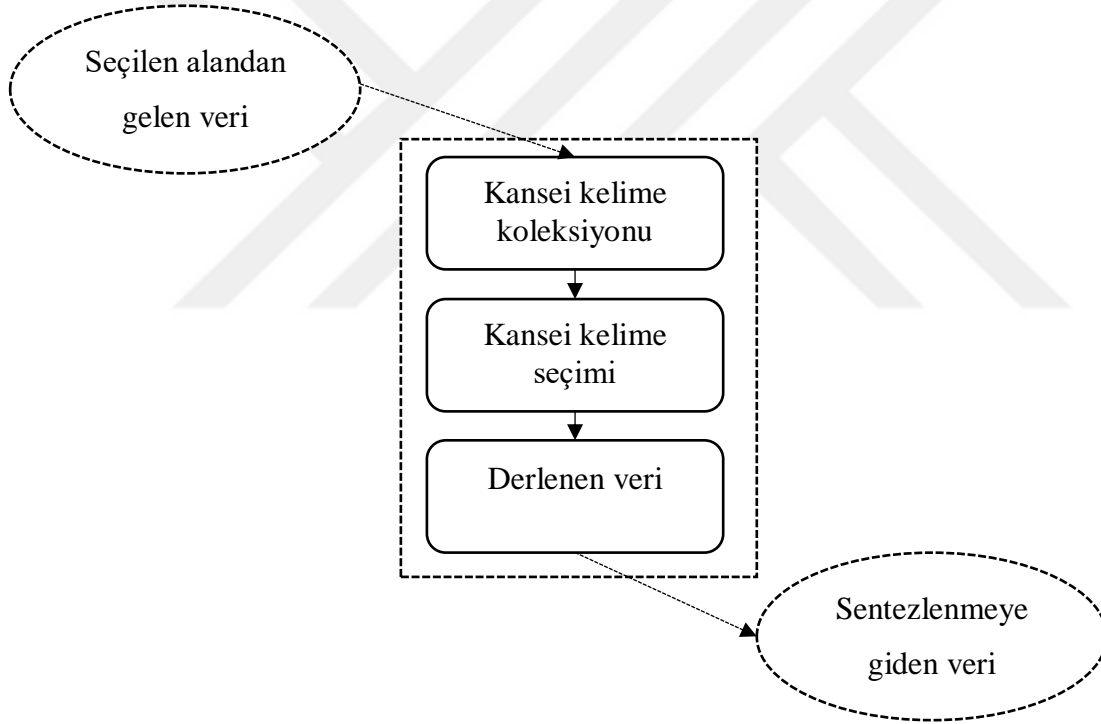 Seçilen alandan
gelen veri
Kansei kelime
koleksiyonu
Kansei kelime
seçimi
Derlenen veri
Sentezlenmeye
giden veri